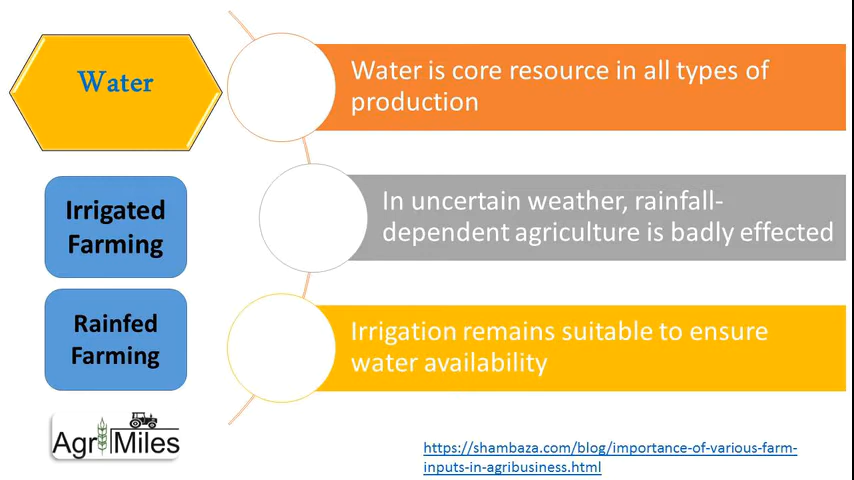 Water
Water is core resource in all types of
production
Irrigated
Farming
In uncertain weather, rainfall-
dependent agriculture is badly effected
Rainfed
Farming
Irrigation remains suitable to ensure
water availability
AgriMiles
https://shambaza.com/blog/importance-of-various-farm-
inputs-in-agribusiness.html